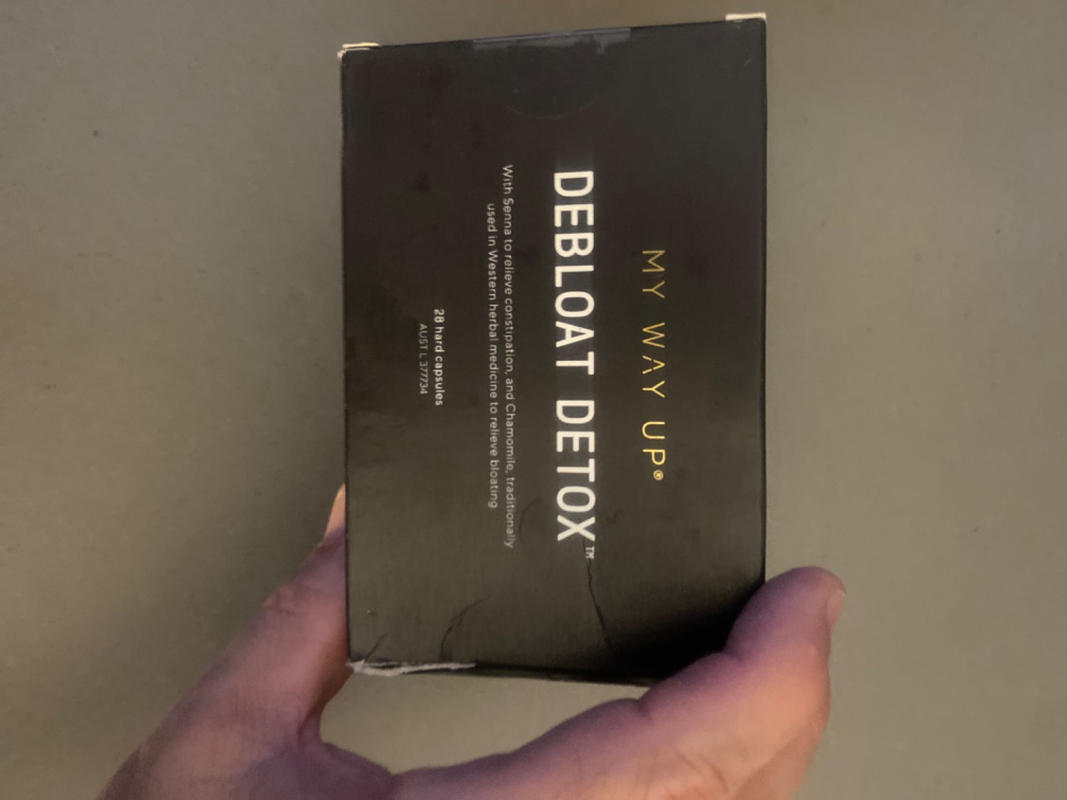 MY WAY UP®
DEBLOAT DETOX™
With Senna to relieve constipation, and Chamomile, traditionally
used in Western herbal medicine to relieve bloating.
28 hard capsules
AUST L 377734